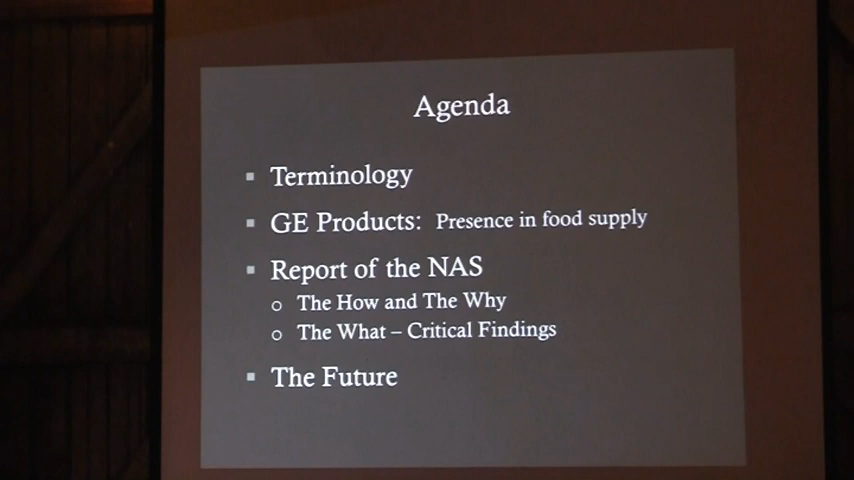 Agenda
▪ Terminology
▪ GE Products: Presence in food supply
▪ Report of the NAS
o The How and The Why
o The What – Critical Findings
▪ The Future